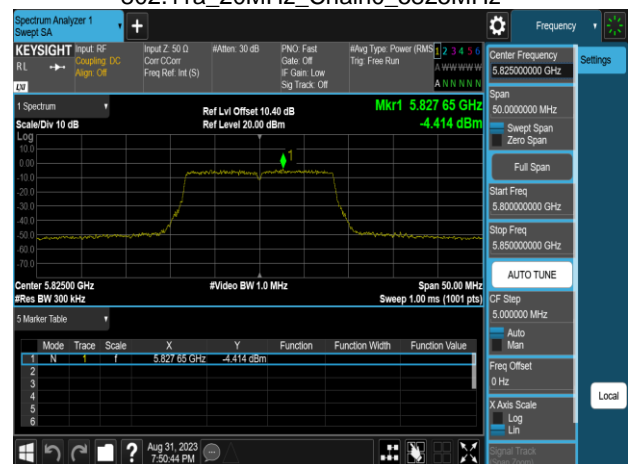 802.11a_20MHz_Chain0_5825MHz
Spectrum Analyzer 1
Swept SA
+
Frequency
KEYSIGHT
RL
LXI
Input: RF
Coupling: DC
Align: Off
Input Z: 50 Ω
Corr CCorr
Freq Ref: Int (S)
#Atten: 30 dB
PNO: Fast
Gate: Off
IF Gain: Low
Sig Track: Off
#Avg Type: Power (RMS
Trig: Free Run
1 2 3 4 5 6
A W W W W W
A N N N N N
1 Spectrum
Scale/Div 10 dB
Ref Lvl Offset 10.40 dB
Ref Level 20.00 dBm
Mkr1 5.827 65 GHz
-4.414 dBm
Log
10.0
0.00
-10.0
-20.0
-30.0
-40.0
-50.0
-60.0
-70.0
1
Center 5.82500 GHz
#Res BW 300 kHz
#Video BW 1.0 MHz
Span 50.00 MHz
Sweep 1.00 ms (1001 pts)
5 Marker Table
Mode Trace Scale X Y Function Function Width Function Value
1 N 1 f 5.827 65 GHz -4.414 dBm
2
3
4
5
6
Aug 31, 2023
7:50:44 PM
?
Center Frequency
5.825000000 GHz
Settings
Span
50.0000000 MHz
Swept Span
Zero Span
Full Span
Start Freq
5.800000000 GHz
Stop Freq
5.850000000 GHz
AUTO TUNE
CF Step
5.000000 MHz
Auto
Man
Freq Offset
0 Hz
X Axis Scale
Log
Lin
Local
Signal Track
(Span Zoom)